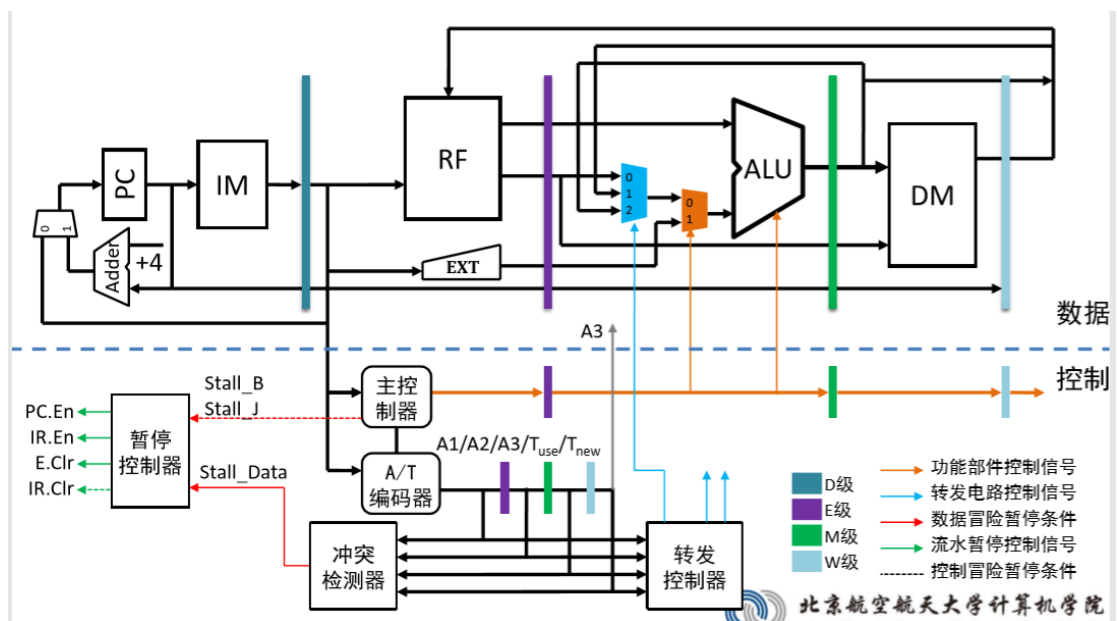 PC
IM
RF
ALU
DM
0
1
2
0
1
0
1
Adder
+4
EXT
数据
A3
控制
Stall_B
Stall_J
主控
制器
PC.En
IR.En
E.Clr
IR.Clr
暂停
控制器
A1/A2/A3/Tuse/Tnew
Stall_Data
A/T
编码器
D级
E级
M级
W级
功能部件控制信号
转发电路控制信号
数据冒险暂停条件
流水暂停控制信号
控制冒险暂停条件
冲突
检测器
转发
控制器
北京航空航天大学计算机学院